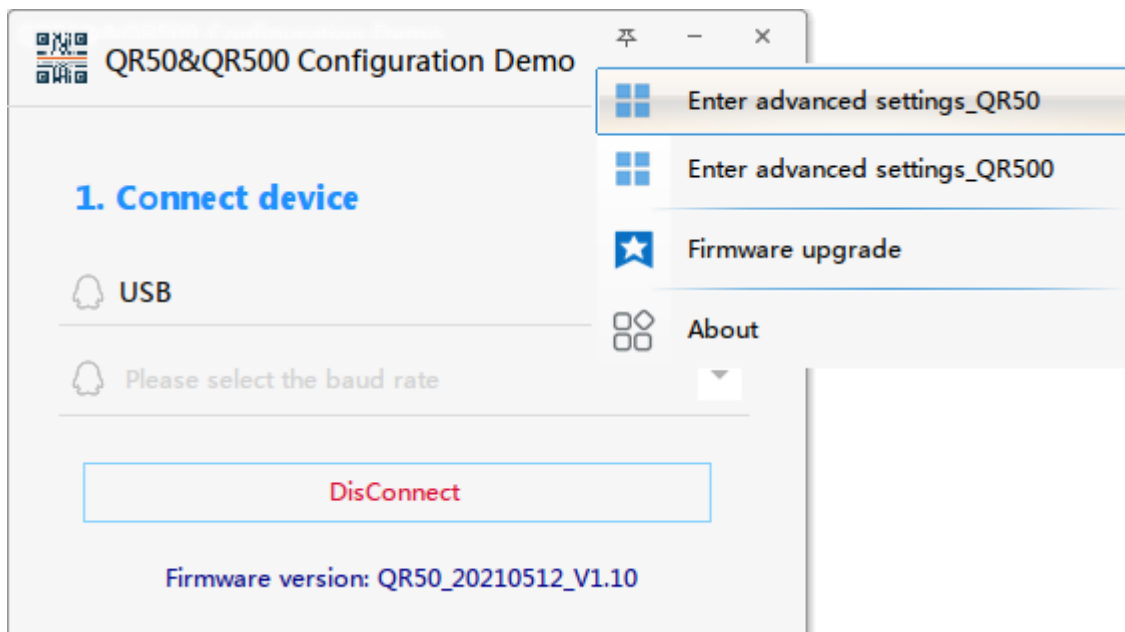 QR50&QR500 Configuration Demo
Enter advanced settings_QR50
Enter advanced settings_QR500
Firmware upgrade
About
1. Connect device
USB
Please select the baud rate
DisConnect
Firmware version: QR50_20210512_V1.10